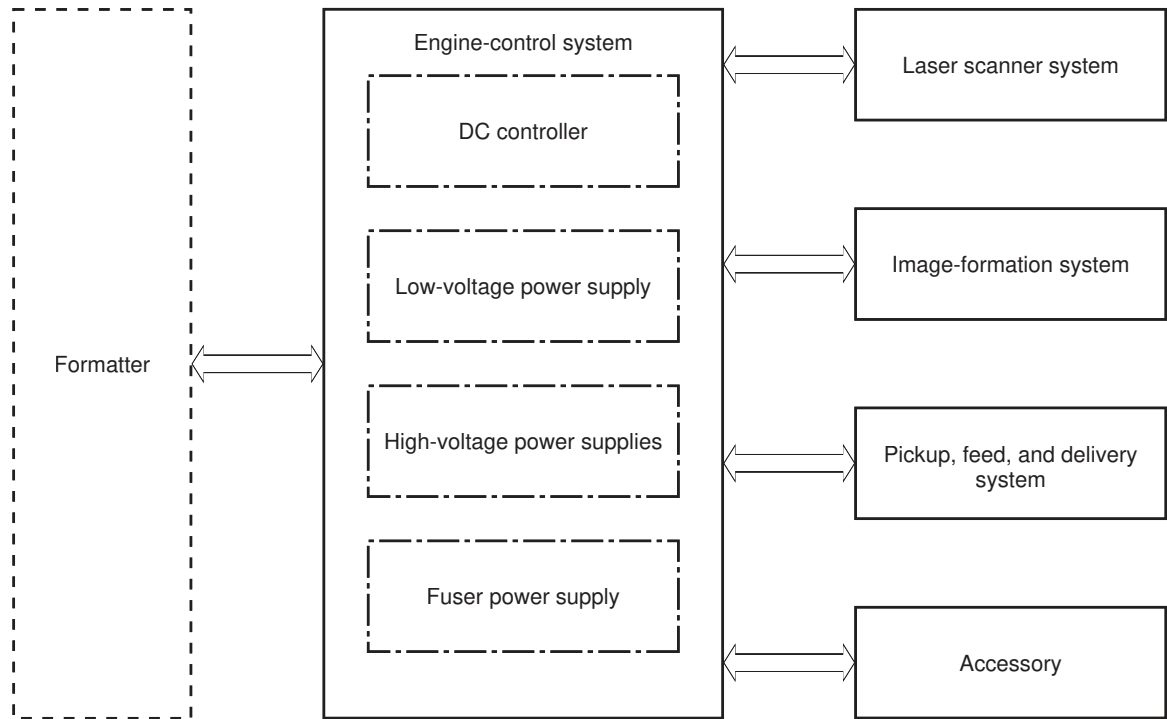 Formatter
Engine-control system
DC controller
Low-voltage power supply
High-voltage power supplies
Fuser power supply
Laser scanner system
Image-formation system
Pickup, feed, and delivery
system
Accessory